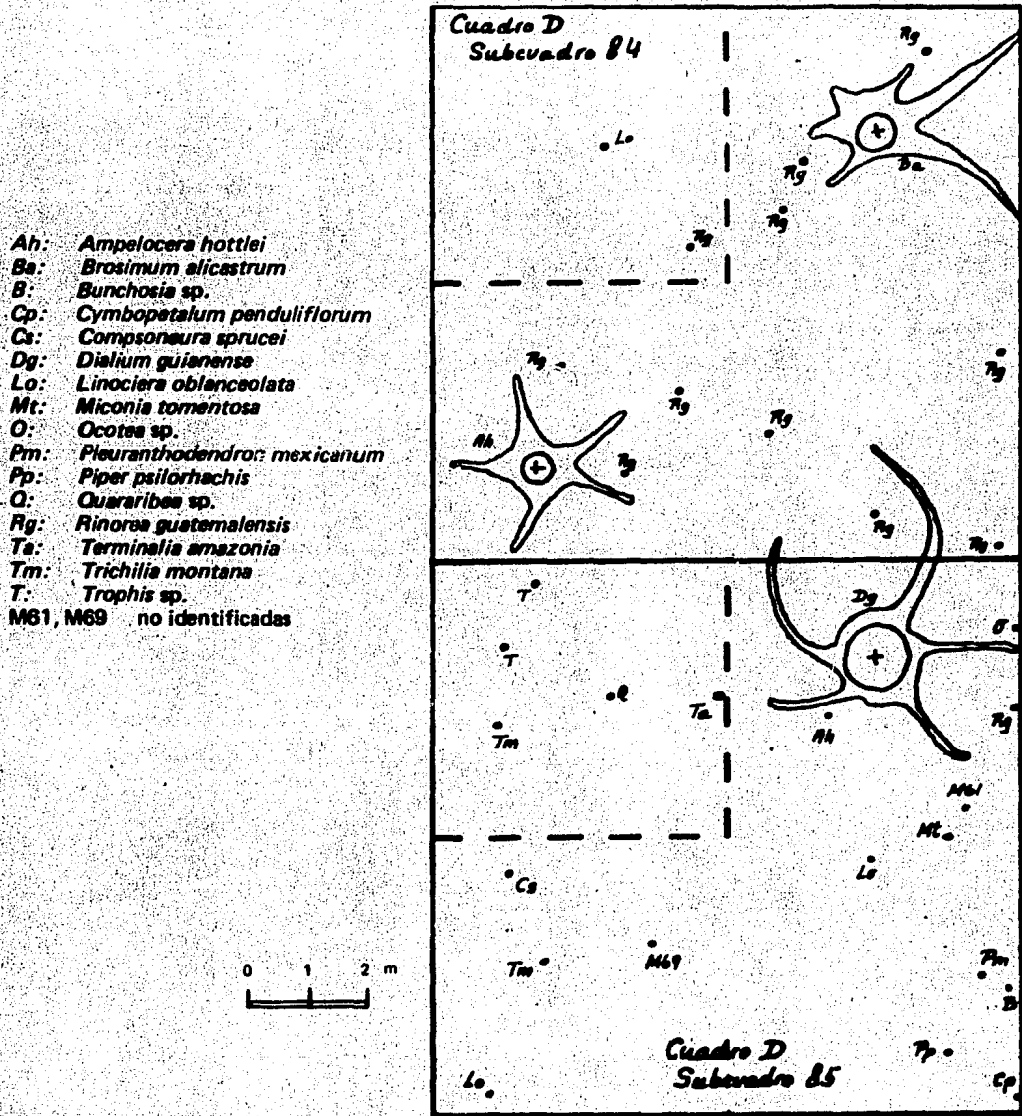 Cuadro D
Subcuadro 84
Rg
Lo
Ba
Rg
Rg
Rg
Ah: Ampelocera hottlei
Ba: Brosimum alicastrum
B: Bunchosia sp.
Cp: Cymbopetalum penduliflorum
Cs: Compsoneura sprucei
Dg: Dialium guianense
Lo: Linociera oblanceolata
Mt: Miconia tomentosa
O: Ocotea sp.
Pm: Pleuranthodendron mexicanum
Pp: Piper psilorhachis
Q: Quararibea sp.
Rg: Rinorea guatemalensis
Ta: Terminalia amazonia
Tm: Trichilia montana
T: Trophis sp.
M61, M69 no identificadas
Rg
Rg
Rg
Rg
Ah
Rg
Rg
Rg
T
Dg
O
T
Q
Ta
Rg
Tm
Ah
M61
Mt
Lo
Cs
M69
Tm
Pm
B
0 1 2 m
Cuadro D
Subcuadro 85
Pp
Lo
Cp